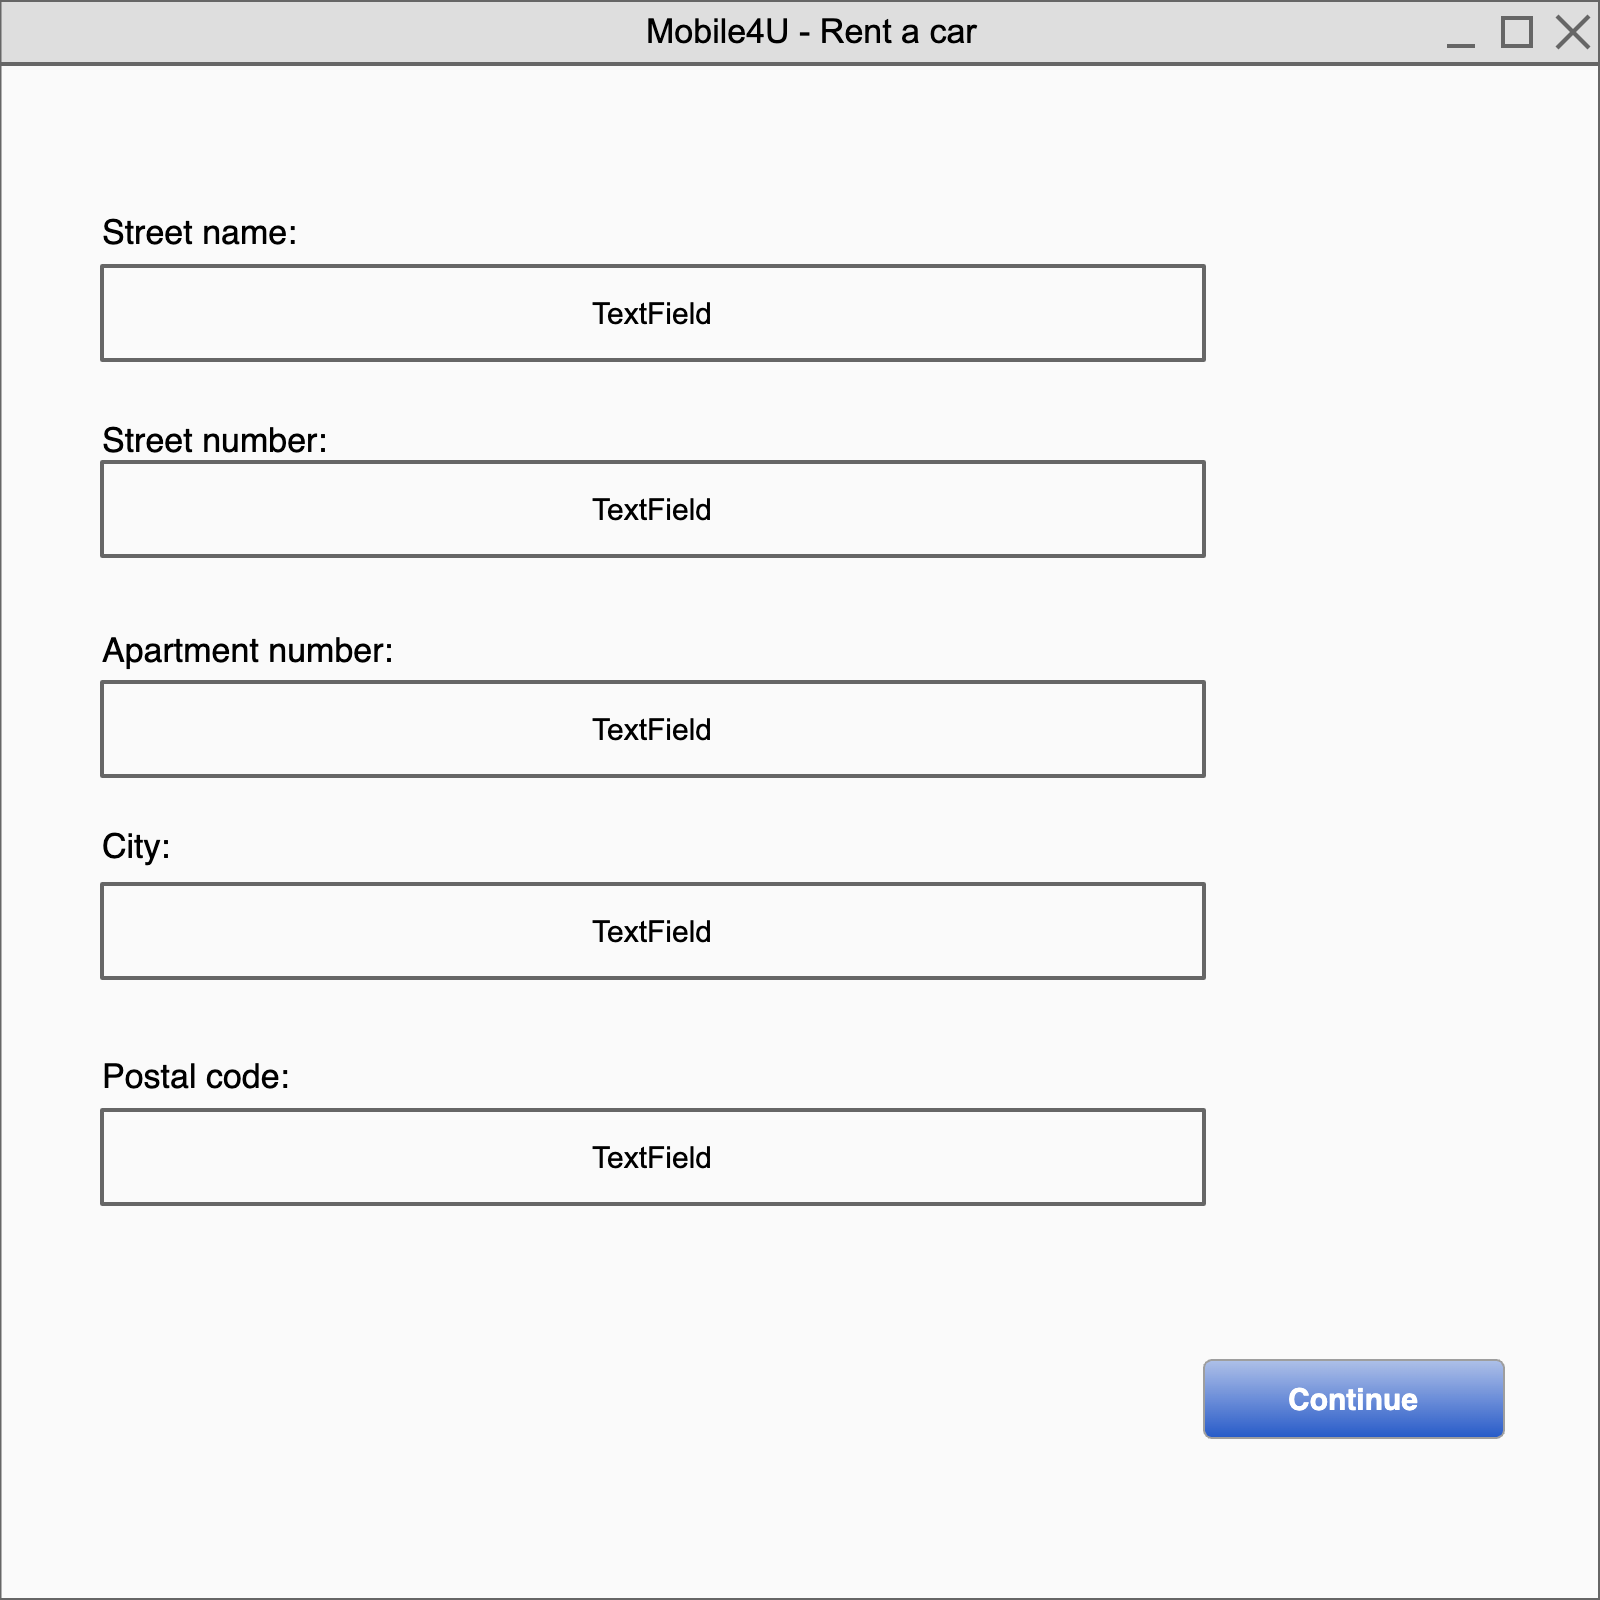 Mobile4U - Rent a car
Street name:
TextField
Street number:
TextField
Apartment number:
TextField
City:
TextField
Postal code:
TextField
Continue